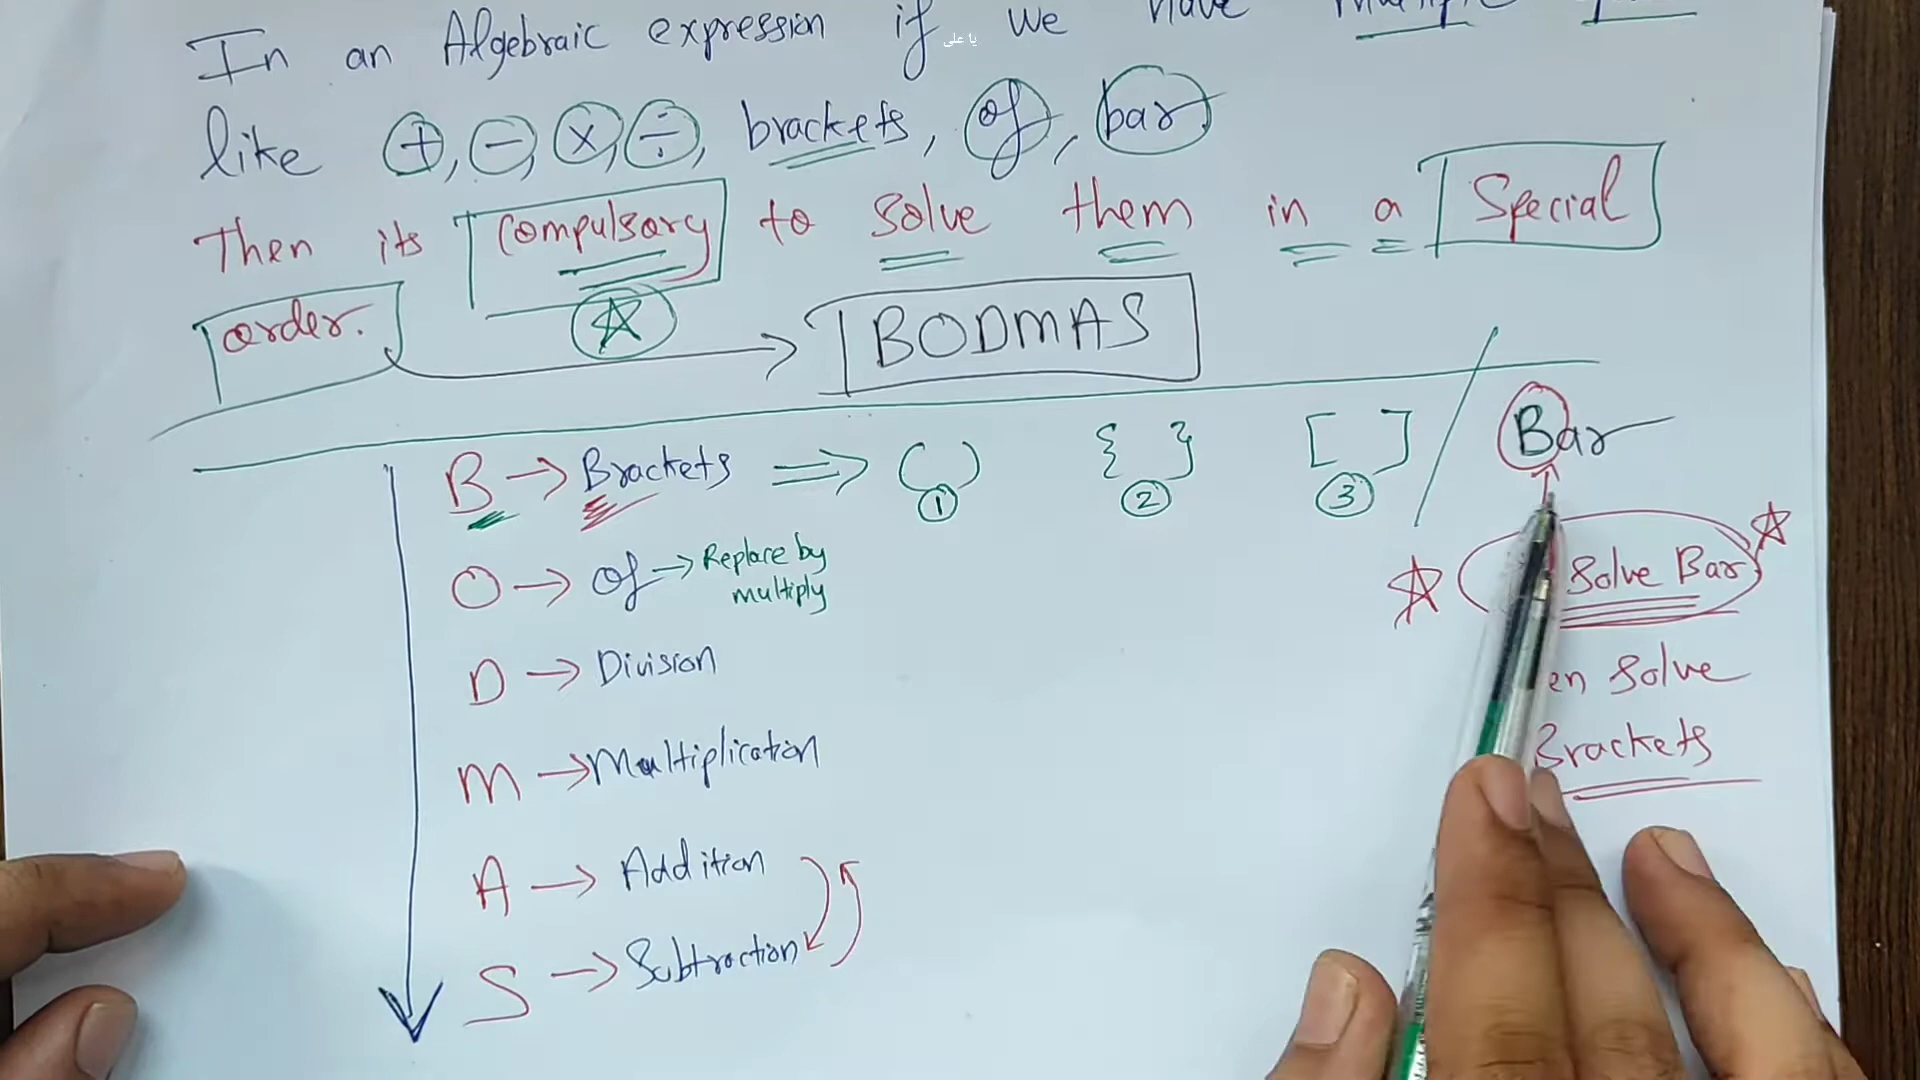 In an Algebraic expression if we have
یا علی
like +, -, ×, ÷, brackets, of, bar
Then its compulsory to solve them in a Special
order. → BODMAS
B → Brackets ⇒ ( ) { } [ ] / Bar
1 2 3
O → of → Replace by
multiply
Solve Bar
D → Division
en Solve
M → Multiplication
Brackets
A → Addition
S → Subtraction